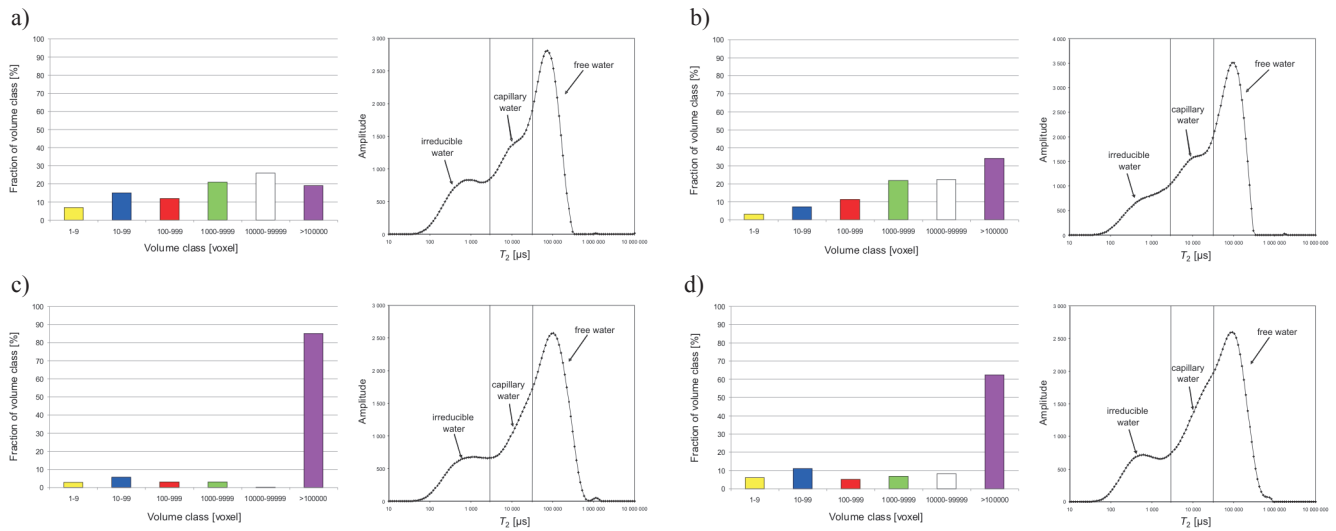 a)
Fraction of volume class [%]
100
90
80
70
60
50
40
30
20
10
0
1-9 10-99 100-999 1000-9999 10000-99999 >100000
Volume class [voxel]
Amplitude
3 000
2 500
2 000
1 500
1 000
500
0
irreducible
water
capillary
water
free water
10 100 1 000 10 000 100 000 1 000 000 10 000 000
T2 [µs]
b)
Fraction of volume class [%]
100
90
80
70
60
50
40
30
20
10
0
1-9 10-99 100-999 1000-9999 10000-99999 >100000
Volume class [voxel]
Amplitude
4 000
3 500
3 000
2 500
2 000
1 500
1 000
500
0
irreducible
water
capillary
water
free water
10 100 1 000 10 000 100 000 1 000 000 10 000 000
T2 [µs]
c)
Fraction of volume class [%]
100
90
80
70
60
50
40
30
20
10
0
1-9 10-99 100-999 1000-9999 10000-99999 >100000
Volume class [voxel]
Amplitude
3 000
2 500
2 000
1 500
1 000
500
0
irreducible
water
capillary
water
free water
10 100 1 000 10 000 100 000 1 000 000 10 000 000
T2 [µs]
d)
Fraction of volume class [%]
100
90
80
70
60
50
40
30
20
10
0
1-9 10-99 100-999 1000-9999 10000-99999 >100000
Volume class [voxel]
Amplitude
3 000
2 500
2 000
1 500
1 000
500
0
irreducible
water
capillary
water
free water
10 100 1 000 10 000 100 000 1 000 000 10 000 000
T2 [µs]